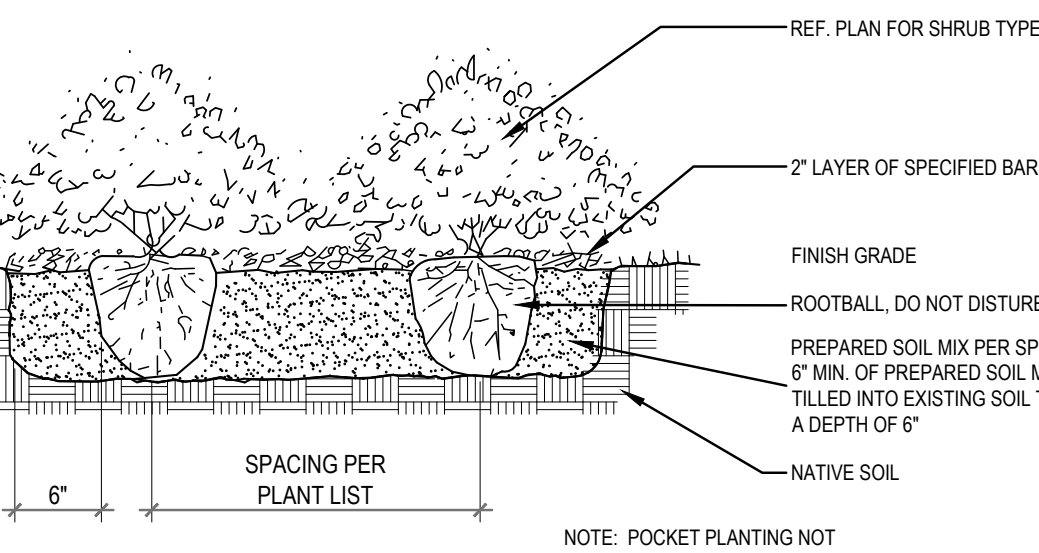 REF. PLAN FOR SHRUB TYPE
2" LAYER OF SPECIFIED BAR
FINISH GRADE
ROOTBALL, DO NOT DISTURB
PREPARED SOIL MIX PER SP
6" MIN. OF PREPARED SOIL M
TILLED INTO EXISTING SOIL T
A DEPTH OF 6"
NATIVE SOIL
SPACING PER
PLANT LIST
6"
NOTE: POCKET PLANTING NOT